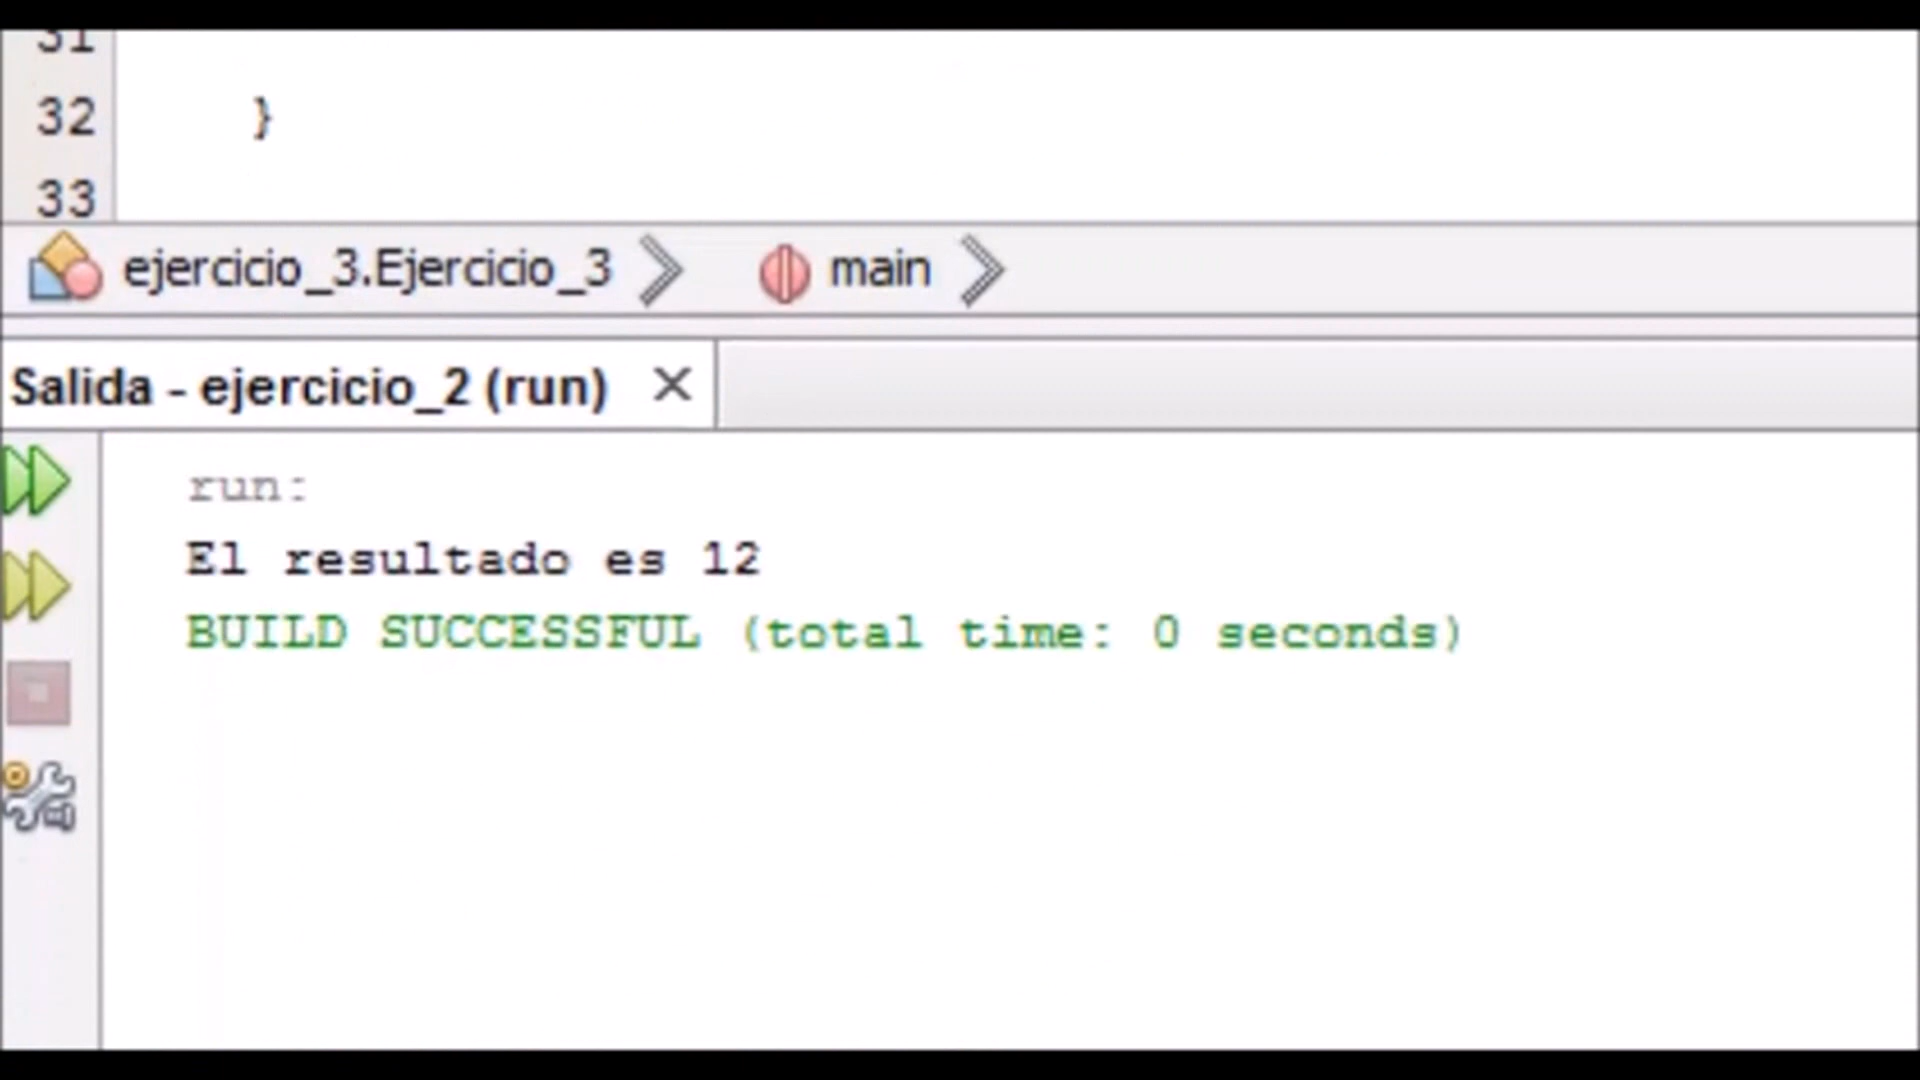 31
32 }
33
ejercicio_3.Ejercicio_3 main
Salida - ejercicio_2 (run)
run:
El resultado es 12
BUILD SUCCESSFUL (total time: 0 seconds)